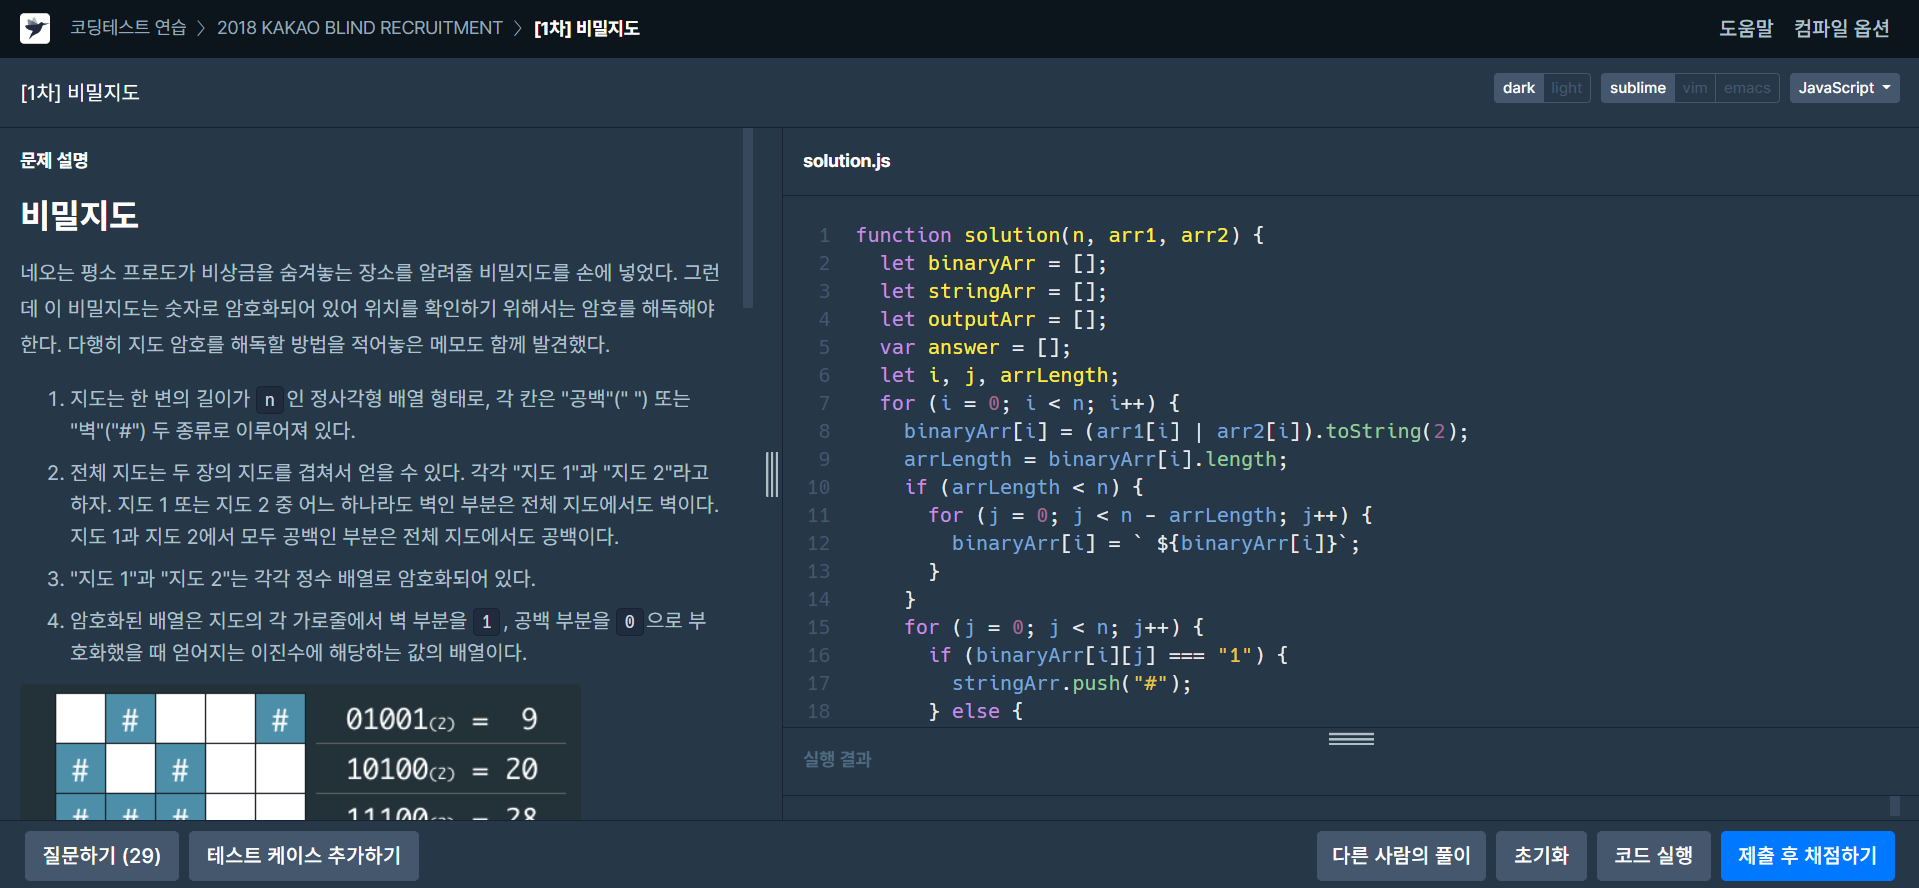 코딩테스트 연습 > 2018 KAKAO BLIND RECRUITMENT > [1차] 비밀지도
도움말 컴파일 옵션
[1차] 비밀지도
dark light sublime vim emacs JavaScript
문제 설명
비밀지도
네오는 평소 프로도가 비상금을 숨겨놓는 장소를 알려줄 비밀지도를 손에 넣었다. 그런
데 이 비밀지도는 숫자로 암호화되어 있어 위치를 확인하기 위해서는 암호를 해독해야
한다. 다행히 지도 암호를 해독할 방법을 적어놓은 메모도 함께 발견했다.
1. 지도는 한 변의 길이가 n 인 정사각형 배열 형태로, 각 칸은 "공백"(" ") 또는
"벽"("#") 두 종류로 이루어져 있다.
2. 전체 지도는 두 장의 지도를 겹쳐서 얻을 수 있다. 각각 "지도 1"과 "지도 2"라고
하자. 지도 1 또는 지도 2 중 어느 하나라도 벽인 부분은 전체 지도에서도 벽이다.
지도 1과 지도 2에서 모두 공백인 부분은 전체 지도에서도 공백이다.
3. "지도 1"과 "지도 2"는 각각 정수 배열로 암호화되어 있다.
4. 암호화된 배열은 지도의 각 가로줄에서 벽 부분을 1 , 공백 부분을 0 으로 부
호화했을 때 얻어지는 이진수에 해당하는 값의 배열이다.
# # 01001(2) = 9
# # 10100(2) = 20
# # # 11100(2) = 28
solution.js
1 function solution(n, arr1, arr2) {
2 let binaryArr = [];
3 let stringArr = [];
4 let outputArr = [];
5 var answer = [];
6 let i, j, arrLength;
7 for (i = 0; i < n; i++) {
8 binaryArr[i] = (arr1[i] | arr2[i]).toString(2);
9 arrLength = binaryArr[i].length;
10 if (arrLength < n) {
11 for (j = 0; j < n - arrLength; j++) {
12 binaryArr[i] = ` ${binaryArr[i]}`;
13 }
14 }
15 for (j = 0; j < n; j++) {
16 if (binaryArr[i][j] === "1") {
17 stringArr.push("#");
18 } else {
실행 결과
질문하기 (29) 테스트 케이스 추가하기 다른 사람의 풀이 초기화 코드 실행 제출 후 채점하기